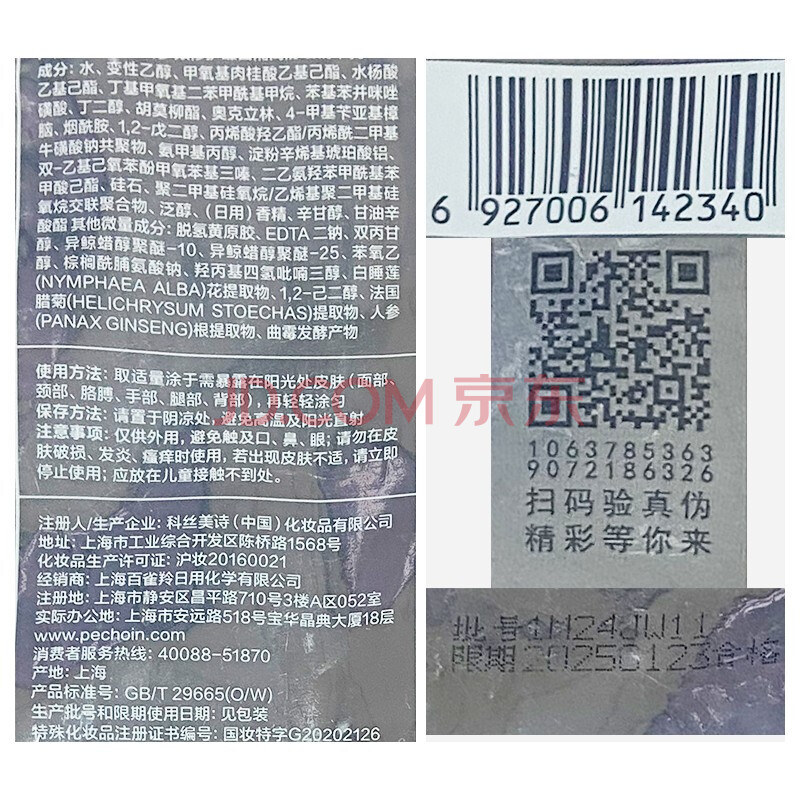 成分：水、变性乙醇、甲氧基肉桂酸乙基己酯、水杨酸
乙基己酯、丁基甲氧基二苯甲酰基甲烷、苯基苯并咪唑
磺酸、丁二醇、胡莫柳酯、奥克立林、4-甲基苄亚基樟
脑、烟酰胺、1,2-戊二醇、丙烯酸羟乙酯/丙烯酰二甲基
牛磺酸钠共聚物、氨甲基丙醇、淀粉辛烯基琥珀酸铝、
双-乙基己氧苯酚甲氧苯基三嗪、二乙氨羟苯甲酰基苯
甲酸己酯、硅石、聚二甲基硅氧烷/乙烯基聚二甲基硅
氧烷交联聚合物、泛醇、（日用）香精、辛甘醇、甘油辛
酸酯 其他微量成分：脱氢黄原胶、EDTA 二钠、双丙甘
醇、异鲸蜡醇聚醚-10、异鲸蜡醇聚醚-25、苯氧乙
醇、棕榈酰脯氨酸钠、羟丙基四氢吡喃三醇、白睡莲
(NYMPHAEA ALBA)花提取物、1,2-己二醇、法国
腊菊(HELICHRYSUM STOECHAS)提取物、人参
(PANAX GINSENG)根提取物、曲霉发酵产物
使用方法：取适量涂于需暴露在阳光处皮肤（面部、
颈部、胳膊、手部、腿部、背部），再轻轻涂匀
保存方法：请置于阴凉处，避免高温及阳光直射
注意事项：仅供外用，避免触及口、鼻、眼；请勿在皮
肤破损、发炎、瘙痒时使用，若出现皮肤不适，请立即
停止使用；应放在儿童接触不到处。
注册人/生产企业：科丝美诗（中国）化妆品有限公司
地址：上海市工业综合开发区陈桥路1568号
化妆品生产许可证：沪妆20160021
经销商：上海百雀羚日用化学有限公司
注册地：上海市静安区昌平路710号3楼A区052室
实际办公地：上海市安远路518号宝华晶典大厦18层
www.pechoin.com
消费者服务热线：40088-51870
产地：上海
产品标准号：GB/T 29665(O/W)
生产批号和限期使用日期：见包装
特殊化妆品注册证书编号：国妆特字G20202126
6 927006 142340
1063785363
9072186326
扫码验真伪
精彩等你来
批号1M24JW11
限期20250123合格
JD.COM 京东